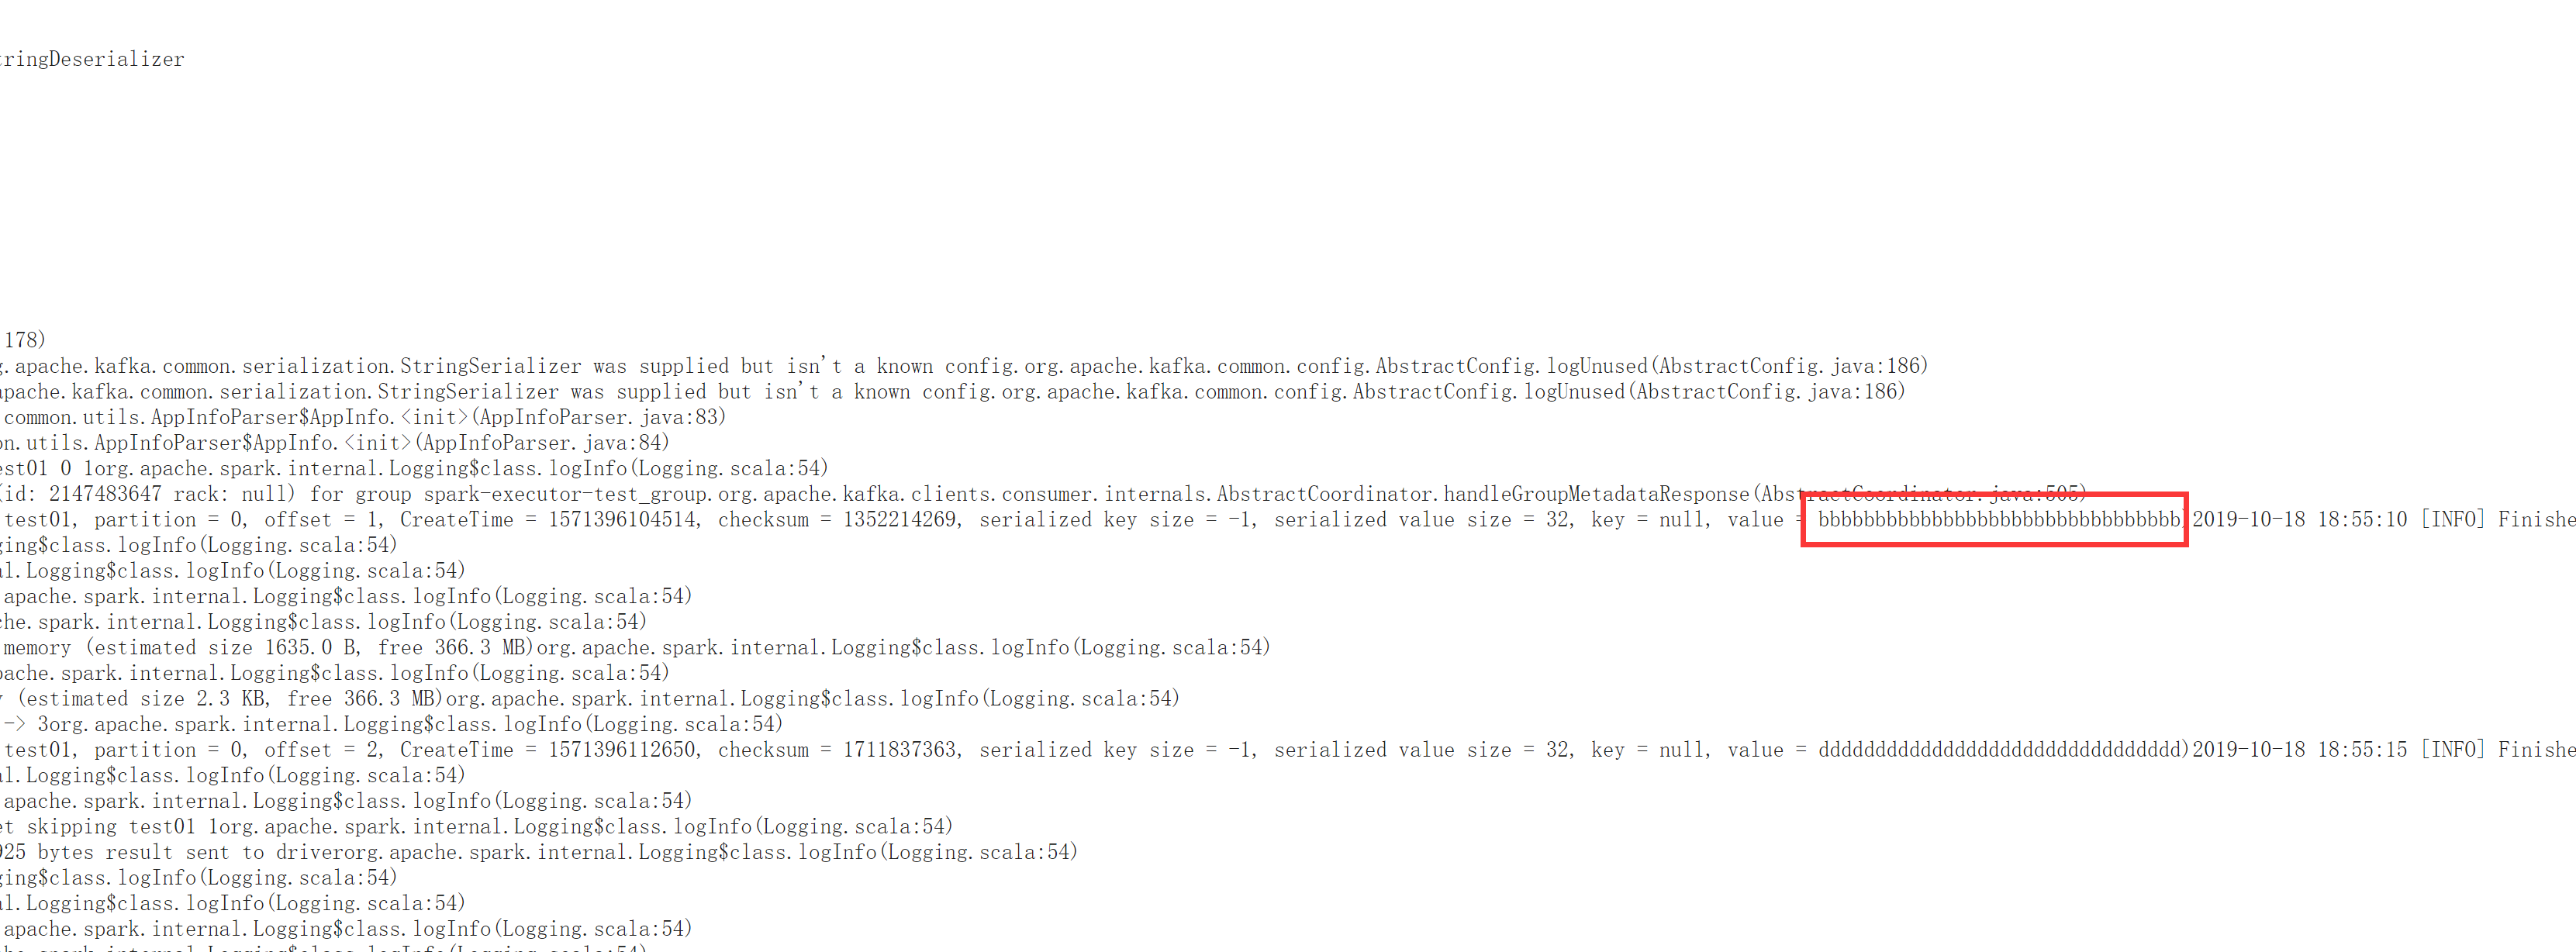 tringDeserializer
178)
g.apache.kafka.common.serialization.StringSerializer was supplied but isn't a known config.org.apache.kafka.common.config.AbstractConfig.logUnused(AbstractConfig.java:186)
apache.kafka.common.serialization.StringSerializer was supplied but isn't a known config.org.apache.kafka.common.config.AbstractConfig.logUnused(AbstractConfig.java:186)
common.utils.AppInfoParser$AppInfo.<init>(AppInfoParser.java:83)
on.utils.AppInfoParser$AppInfo.<init>(AppInfoParser.java:84)
est01 0 1org.apache.spark.internal.Logging$class.logInfo(Logging.scala:54)
(id: 2147483647 rack: null) for group spark-executor-test_group.org.apache.kafka.clients.consumer.internals.AbstractCoordinator.handleGroupMetadataResponse(AbstractCoordinator.java:505)
test01, partition = 0, offset = 1, CreateTime = 1571396104514, checksum = 1352214269, serialized key size = -1, serialized value size = 32, key = null, value = bbbbbbbbbbbbbbbbbbbbbbbbbbbbbbbb)2019-10-18 18:55:10 [INFO] Finishe
ging$class.logInfo(Logging.scala:54)
al.Logging$class.logInfo(Logging.scala:54)
apache.spark.internal.Logging$class.logInfo(Logging.scala:54)
che.spark.internal.Logging$class.logInfo(Logging.scala:54)
memory (estimated size 1635.0 B, free 366.3 MB)org.apache.spark.internal.Logging$class.logInfo(Logging.scala:54)
pache.spark.internal.Logging$class.logInfo(Logging.scala:54)
y (estimated size 2.3 KB, free 366.3 MB)org.apache.spark.internal.Logging$class.logInfo(Logging.scala:54)
-> 3org.apache.spark.internal.Logging$class.logInfo(Logging.scala:54)
test01, partition = 0, offset = 2, CreateTime = 1571396112650, checksum = 1711837363, serialized key size = -1, serialized value size = 32, key = null, value = dddddddddddddddddddddddddddddddd)2019-10-18 18:55:15 [INFO] Finishe
al.Logging$class.logInfo(Logging.scala:54)
apache.spark.internal.Logging$class.logInfo(Logging.scala:54)
et skipping test01 1org.apache.spark.internal.Logging$class.logInfo(Logging.scala:54)
925 bytes result sent to driverorg.apache.spark.internal.Logging$class.logInfo(Logging.scala:54)
ging$class.logInfo(Logging.scala:54)
al.Logging$class.logInfo(Logging.scala:54)
apache.spark.internal.Logging$class.logInfo(Logging.scala:54)